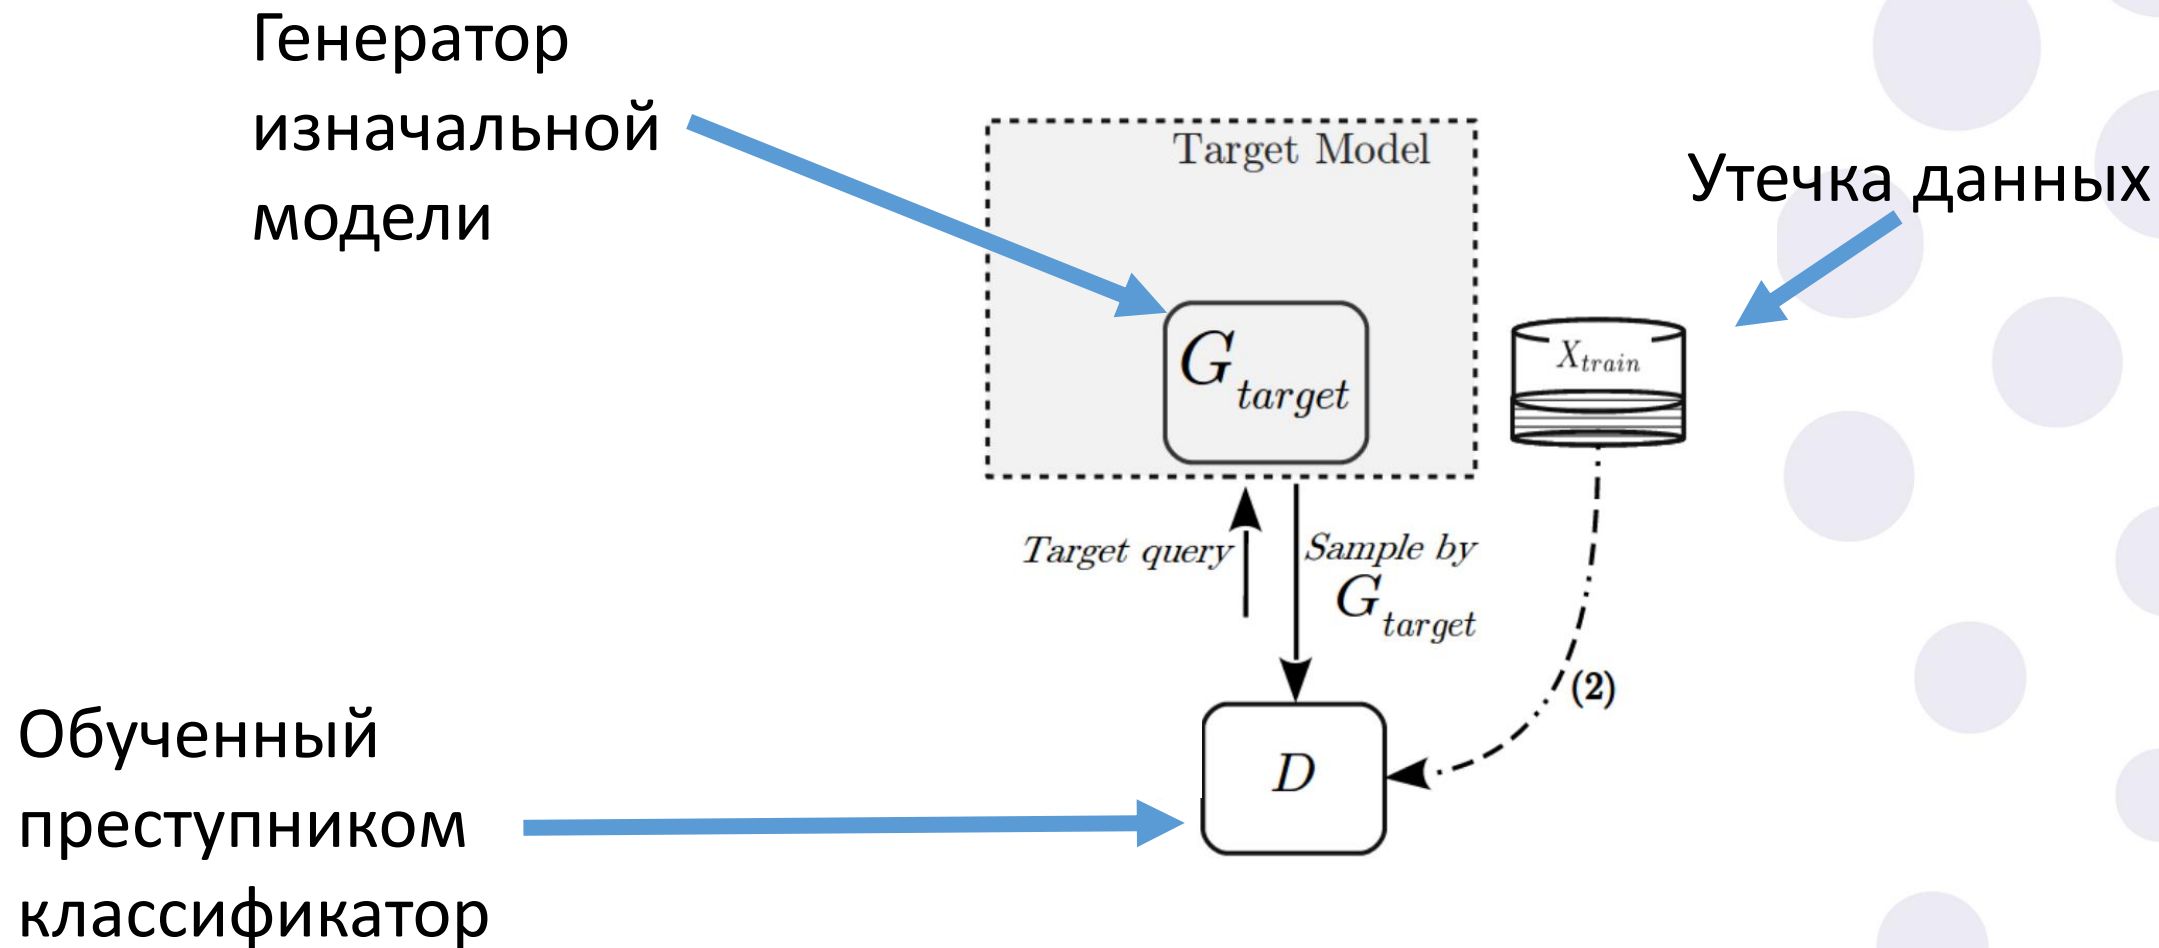 Генератор
изначальной
модели
Target Model
Утечка данных
G target
X train
Target query
Sample by
G target
(2)
Обученный
преступником
классификатор
D